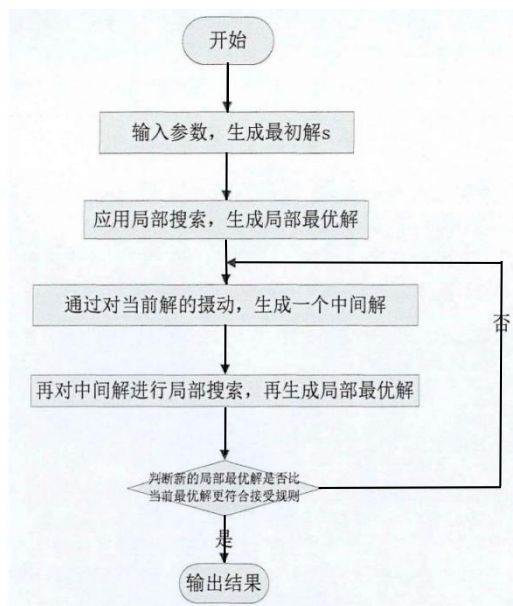 开始
输入参数，生成最初解s
应用局部搜索，生成局部最优解
通过对当前解的摄动，生成一个中间解
否
再对中间解进行局部搜索，再生成局部最优解
判断新的局部最优解是否比
当前最优解更符合接受规则
是
输出结果